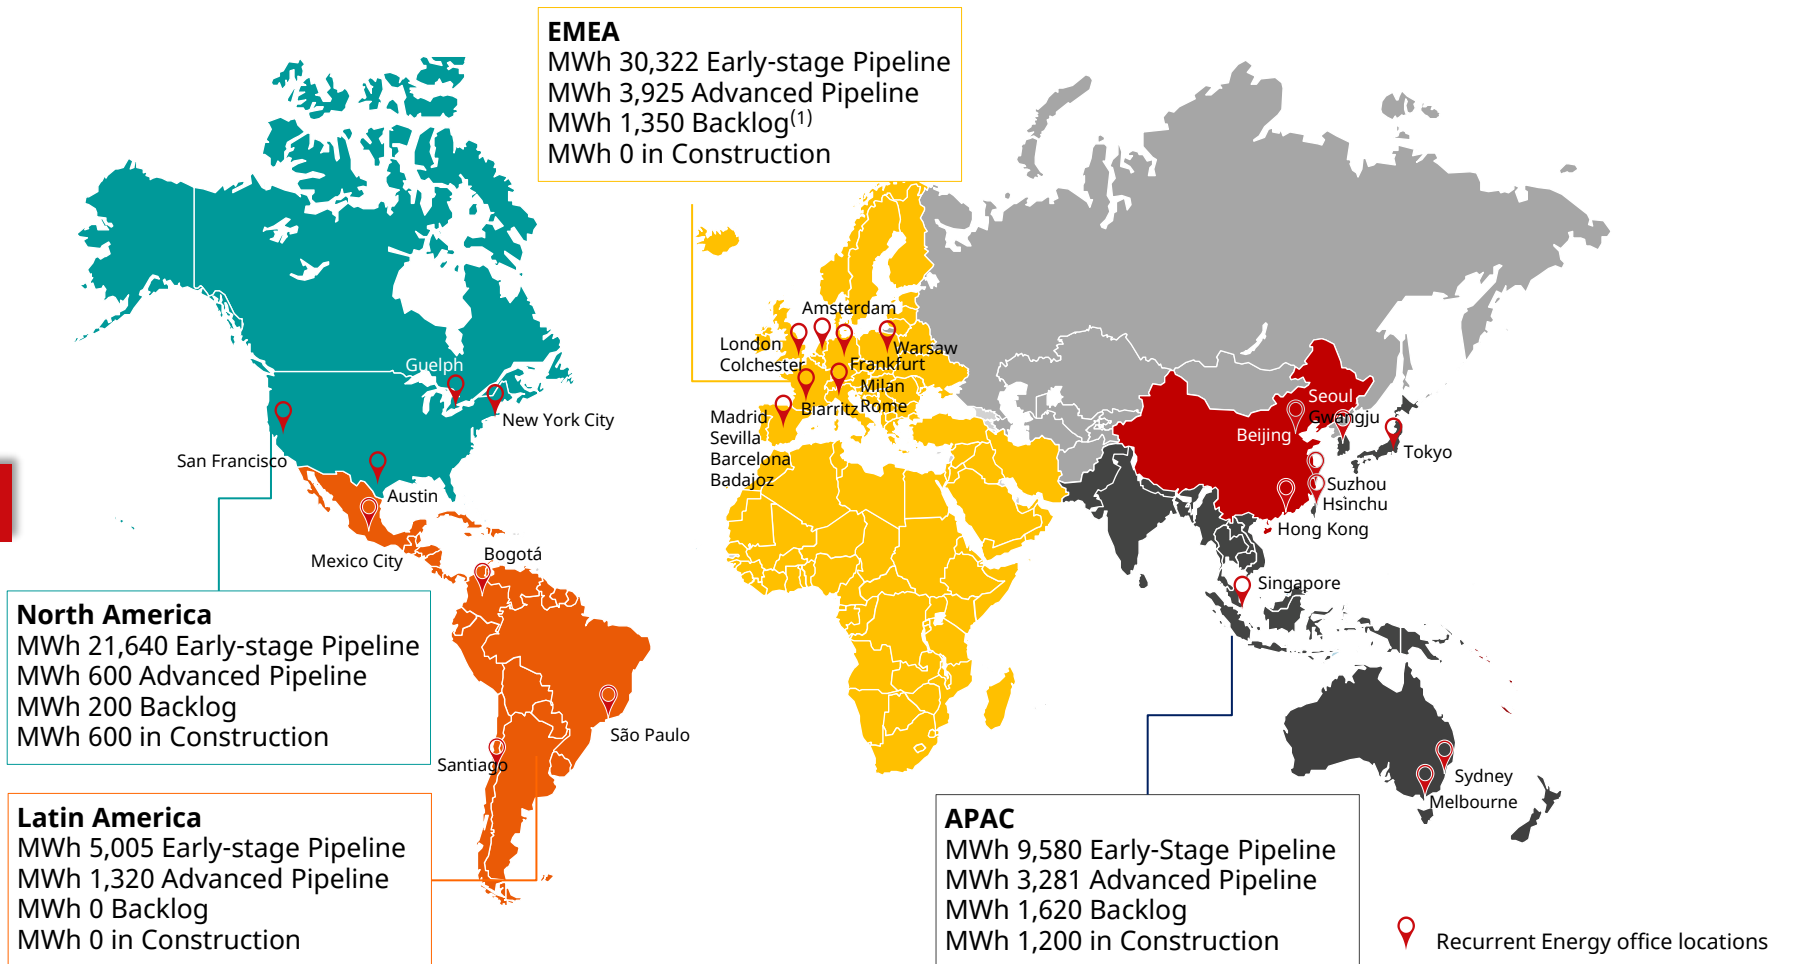 EMEA
MWh 30,322 Early-stage Pipeline
MWh 3,925 Advanced Pipeline
MWh 1,350 Backlog(1)
MWh 0 in Construction
Amsterdam
London
Colchester
Warsaw
Frankfurt
Milan
Rome
Biarritz
Madrid
Sevilla
Barcelona
Badajoz
Guelph
New York City
San Francisco
Austin
Mexico City
Bogotá
São Paulo
Santiago
Seoul
Gwangju
Beijing
Tokyo
Suzhou
Hsinchu
Hong Kong
Singapore
Sydney
Melbourne
North America
MWh 21,640 Early-stage Pipeline
MWh 600 Advanced Pipeline
MWh 200 Backlog
MWh 600 in Construction
Latin America
MWh 5,005 Early-stage Pipeline
MWh 1,320 Advanced Pipeline
MWh 0 Backlog
MWh 0 in Construction
APAC
MWh 9,580 Early-Stage Pipeline
MWh 3,281 Advanced Pipeline
MWh 1,620 Backlog
MWh 1,200 in Construction
Recurrent Energy office locations